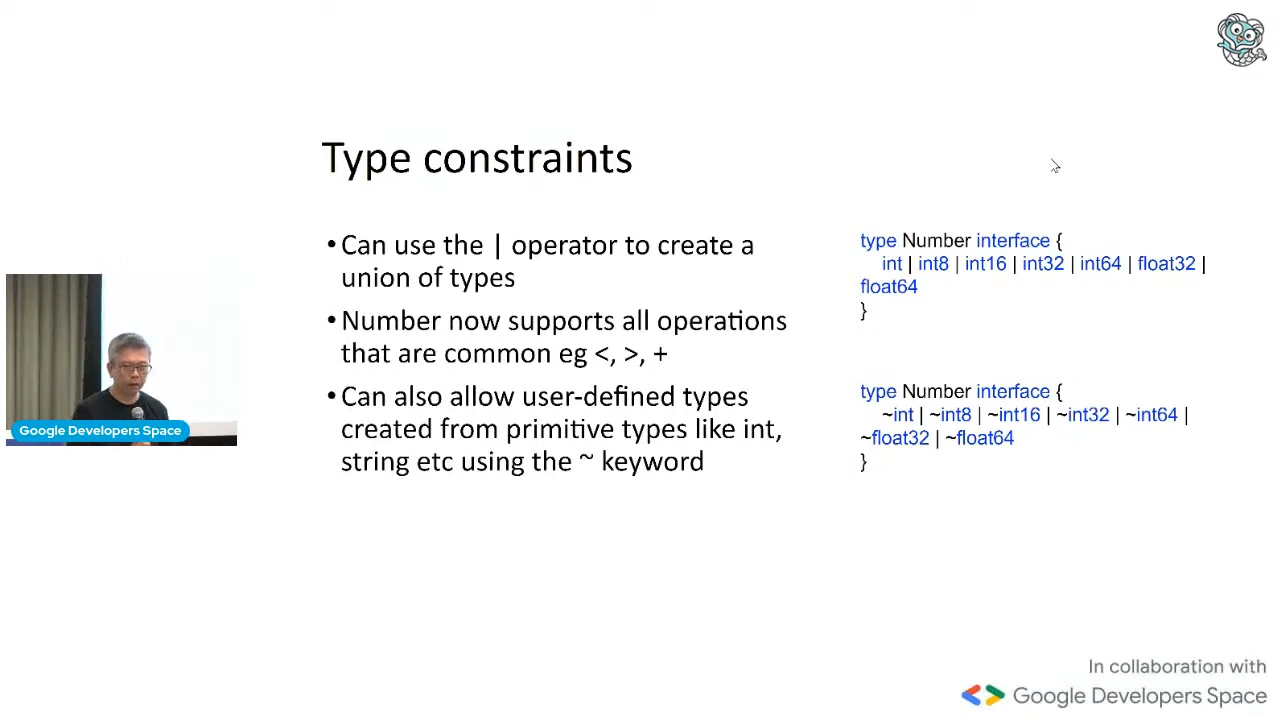 Type constraints
•Can use the | operator to create a
union of types
•Number now supports all operations
that are common eg <, >, +
•Can also allow user-defined types
created from primitive types like int,
string etc using the ~ keyword
type Number interface {
int | int8 | int16 | int32 | int64 | float32 |
float64
}
type Number interface {
~int | ~int8 | ~int16 | ~int32 | ~int64 |
~float32 | ~float64
}
Google Developers Space
In collaboration with
Google Developers Space